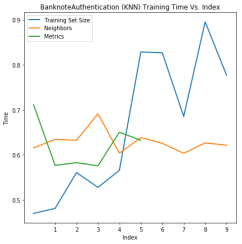 BanknoteAuthentication (KNN) Training Time Vs. Index
Training Set Size
Neighbors
Metrics
0.9
0.8
0.7
0.6
0.5
Time
1 2 3 4 5 6 7 8 9
Index